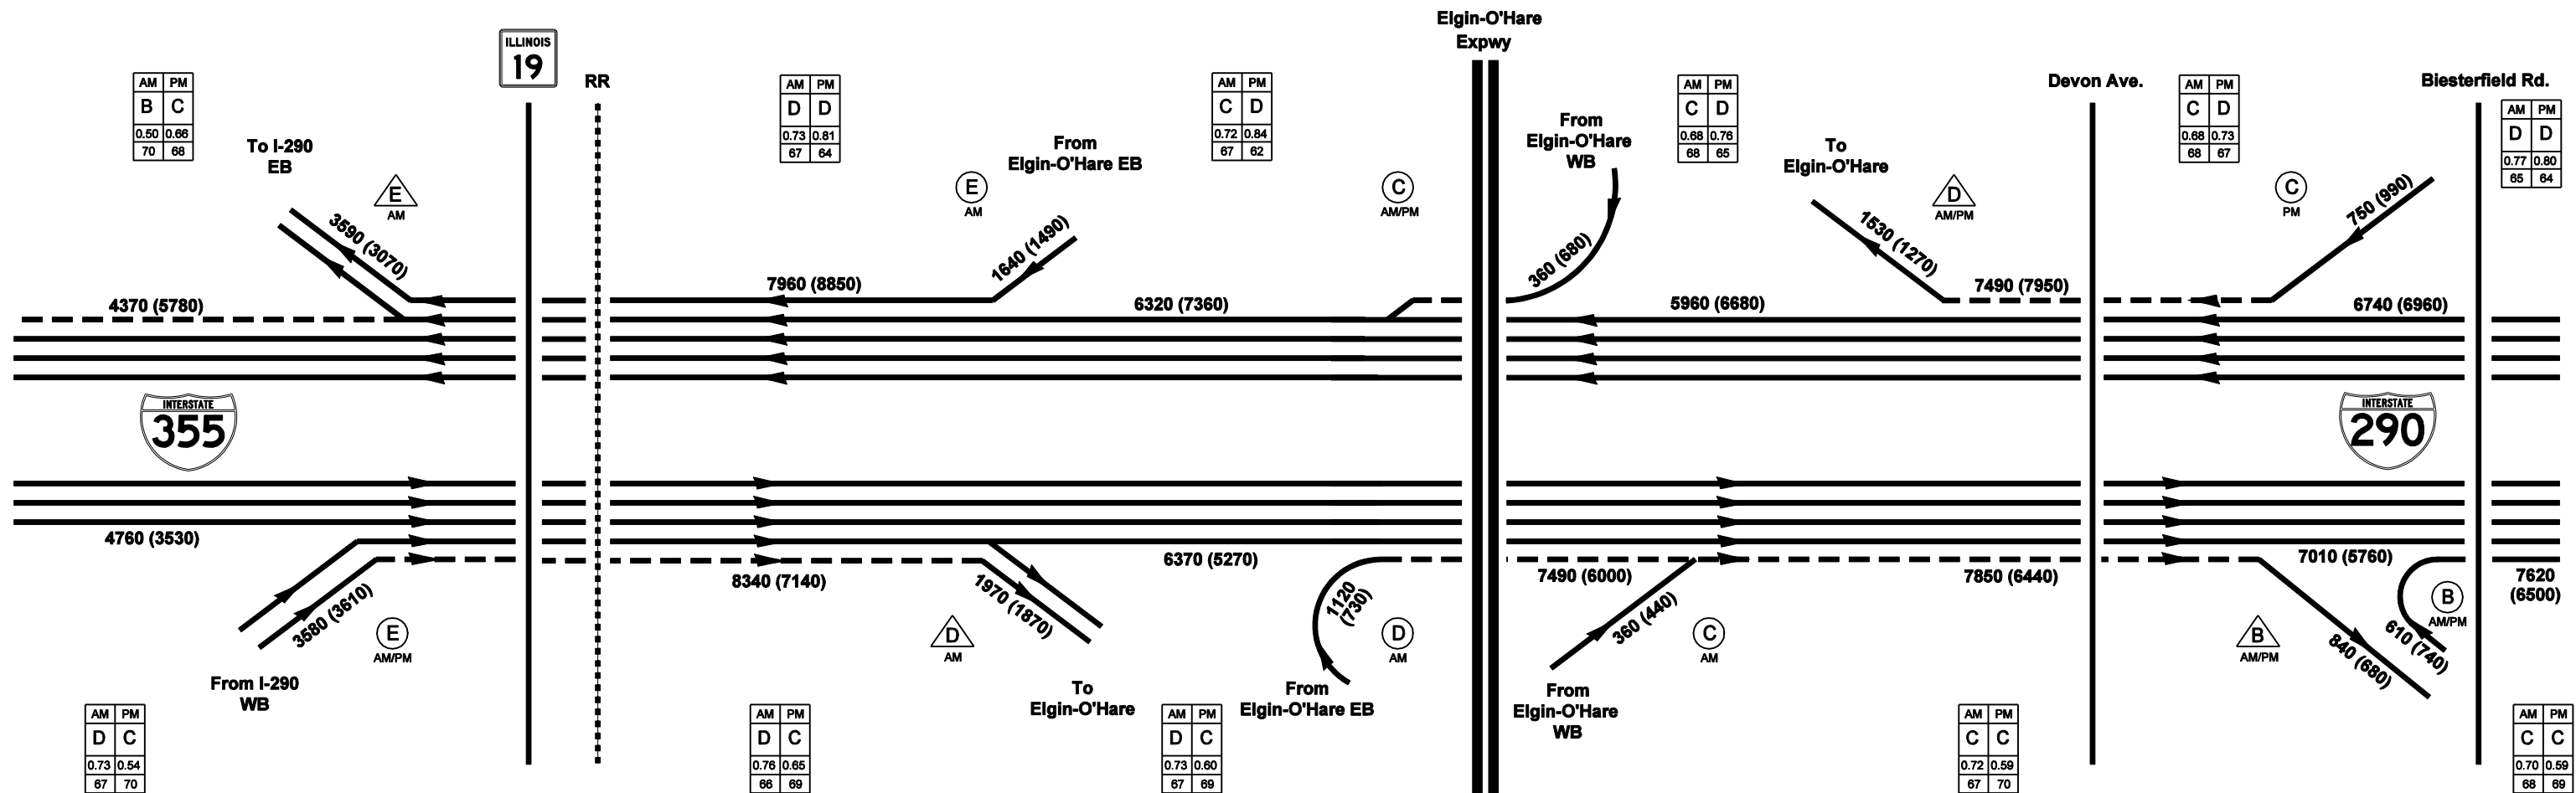 Elgin-O'Hare
Expwy
ILLINOIS
19
RR
Devon Ave.
Biesterfield Rd.
AM PM
B C
0.50 0.66
70 68
AM PM
D D
0.73 0.81
67 64
AM PM
C D
0.72 0.84
67 62
AM PM
C D
0.68 0.76
68 65
AM PM
C D
0.68 0.73
68 67
AM PM
D D
0.77 0.80
65 64
To I-290
EB
E
AM
From
Elgin-O'Hare EB
E
AM
C
AM/PM
From
Elgin-O'Hare
WB
To
Elgin-O'Hare
D
AM/PM
C
PM
3590 (3070)
1640 (1490)
360 (680)
1530 (1270)
750 (990)
4370 (5780)
7960 (8850)
6320 (7360)
5960 (6680)
7490 (7950)
6740 (6960)
INTERSTATE
355
INTERSTATE
290
4760 (3530)
8340 (7140)
6370 (5270)
7490 (6000)
7850 (6440)
7010 (5760)
7620
(6500)
3580 (3610)
1970 (1870)
1120
(730)
360 (440)
840 (680)
610 (740)
E
AM/PM
D
AM
D
AM
C
AM
B
AM/PM
B
AM/PM
From I-290
WB
To
Elgin-O'Hare
From
Elgin-O'Hare EB
From
Elgin-O'Hare
WB
AM PM
D C
0.73 0.54
67 70
AM PM
D C
0.76 0.65
66 69
AM PM
D C
0.73 0.60
67 69
AM PM
C C
0.72 0.59
67 70
AM PM
C C
0.70 0.59
68 69